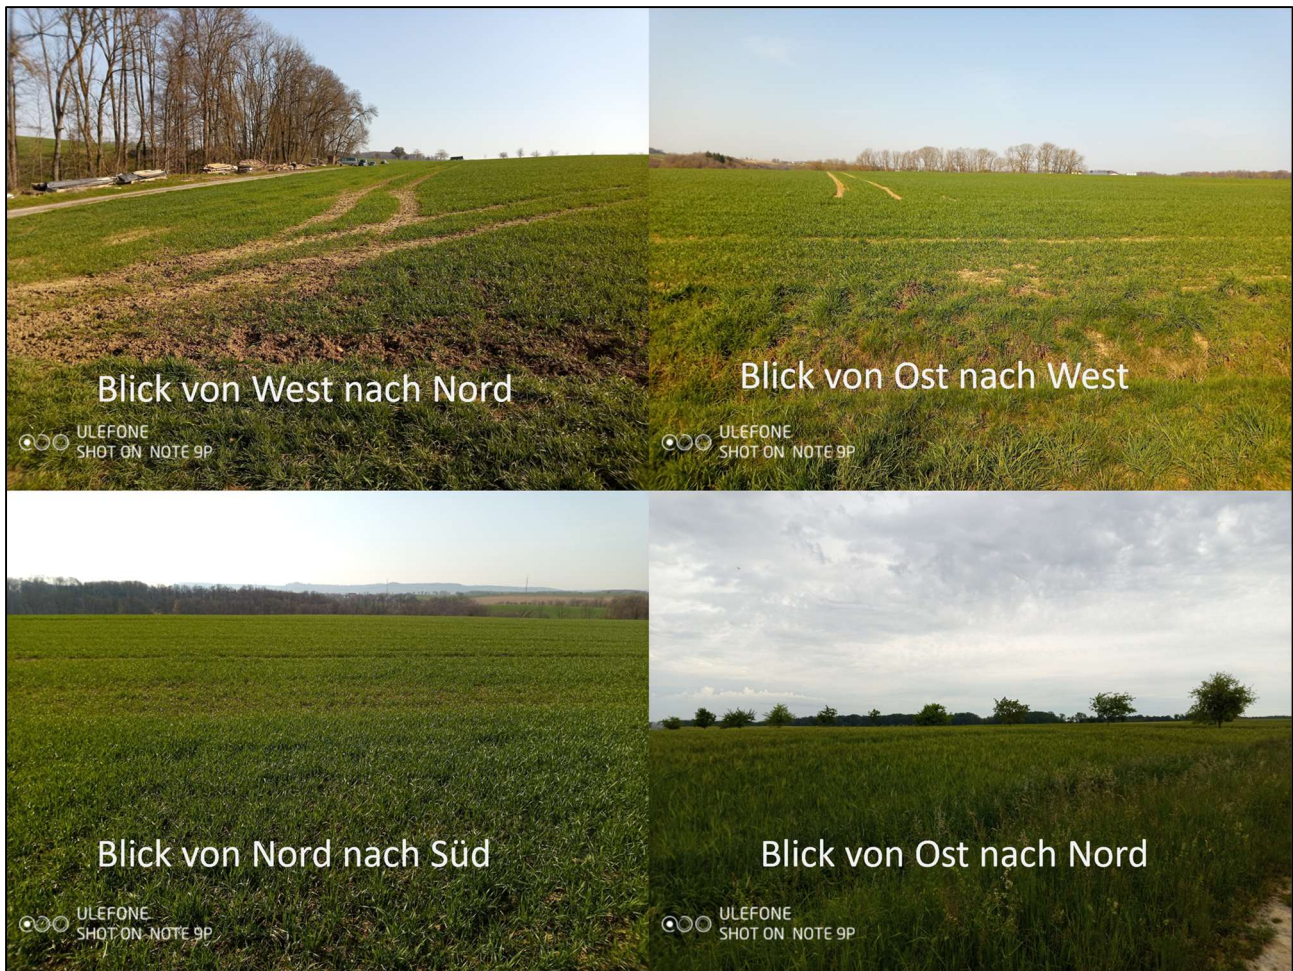 Blick von West nach Nord
ULEFONE
SHOT ON NOTE 9P
Blick von Ost nach West
ULEFONE
SHOT ON NOTE 9P
Blick von Nord nach Süd
ULEFONE
SHOT ON NOTE 9P
Blick von Ost nach Nord
ULEFONE
SHOT ON NOTE 9P